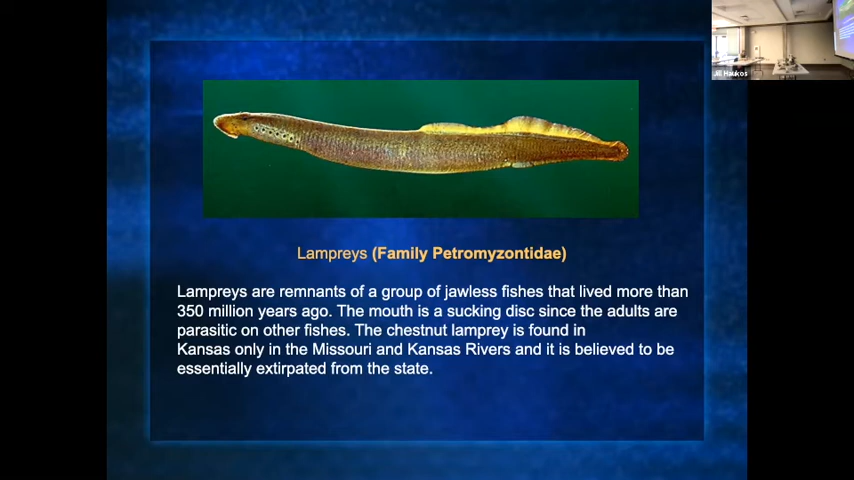 Jill Haukos
Lampreys (Family Petromyzontidae)
Lampreys are remnants of a group of jawless fishes that lived more than
350 million years ago. The mouth is a sucking disc since the adults are
parasitic on other fishes. The chestnut lamprey is found in
Kansas only in the Missouri and Kansas Rivers and it is believed to be
essentially extirpated from the state.